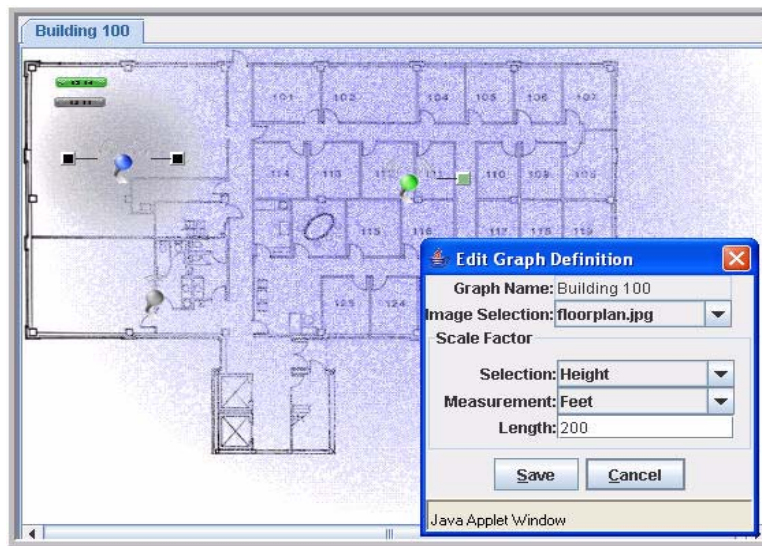 Building 100
101
102
104
105
106
107
114
113
111
110
109
108
115
116
117
118
119
123
124
Edit Graph Definition
Graph Name: Building 100
Image Selection: floorplan.jpg
Scale Factor
Selection: Height
Measurement: Feet
Length: 200
Save Cancel
Java Applet Window